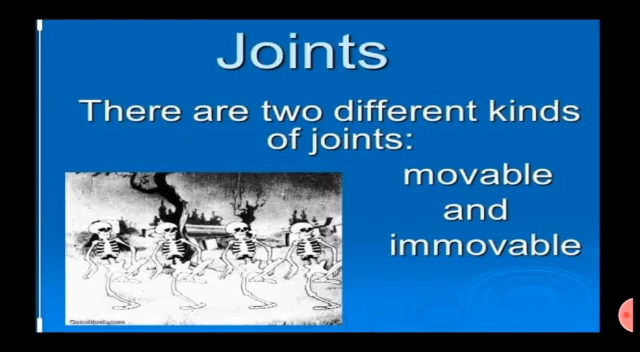 Joints
There are two different kinds
of joints:
movable
and
immovable